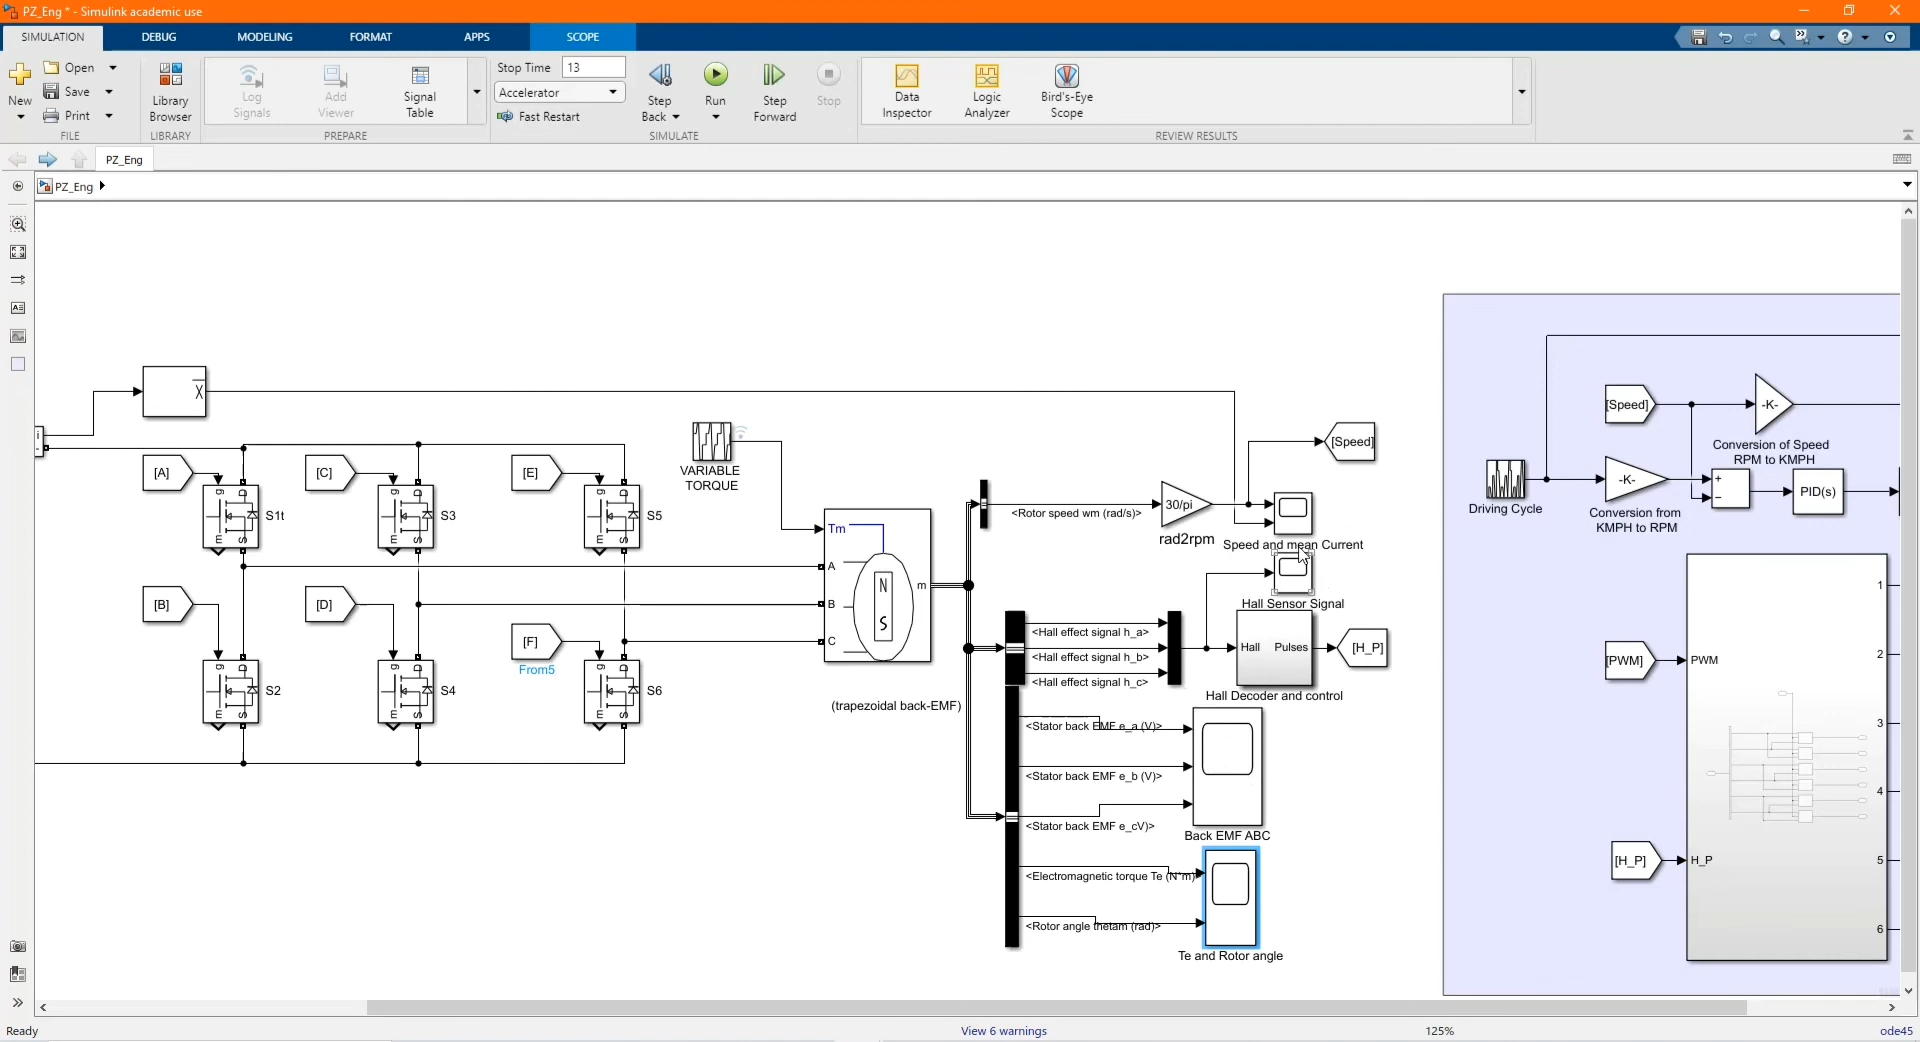 PZ_Eng * - Simulink academic use
SIMULATION
DEBUG
MODELING
FORMAT
APPS
SCOPE
New
Open
Save
Print
FILE
Library
Browser
LIBRARY
Log
Signals
Add
Viewer
Signal
Table
PREPARE
Stop Time 13
Accelerator
Fast Restart
Step
Back
Run
Step
Forward
Stop
SIMULATE
Data
Inspector
Logic
Analyzer
Bird's-Eye
Scope
REVIEW RESULTS
PZ_Eng
PZ_Eng
X
i
-
[A]
g
D
m
S
S1t
[C]
g
D
m
S
S3
[E]
g
D
m
S
S5
[B]
g
D
m
S
S2
[D]
g
D
m
S
S4
[F]
From5
g
D
m
S
S6
VARIABLE
TORQUE
Tm
A
B
C
N
S
m
(trapezoidal back-EMF)
<Rotor speed wm (rad/s)>
30/pi
rad2rpm
[Speed]
Speed and mean Current
Hall Sensor Signal
<Hall effect signal h_a>
<Hall effect signal h_b>
<Hall effect signal h_c>
Hall
Pulses
[H_P]
Hall Decoder and control
<Stator back EMF e_a (V)>
<Stator back EMF e_b (V)>
<Stator back EMF e_cV)>
Back EMF ABC
<Electromagnetic torque Te (N*m)>
<Rotor angle thetam (rad)>
Te and Rotor angle
[Speed]
-K-
Conversion of Speed
RPM to KMPH
Driving Cycle
-K-
Conversion from
KMPH to RPM
+
−
PID(s)
[PWM]
PWM
[H_P]
H_P
1
2
3
4
5
6
Ready
View 6 warnings
125%
ode45